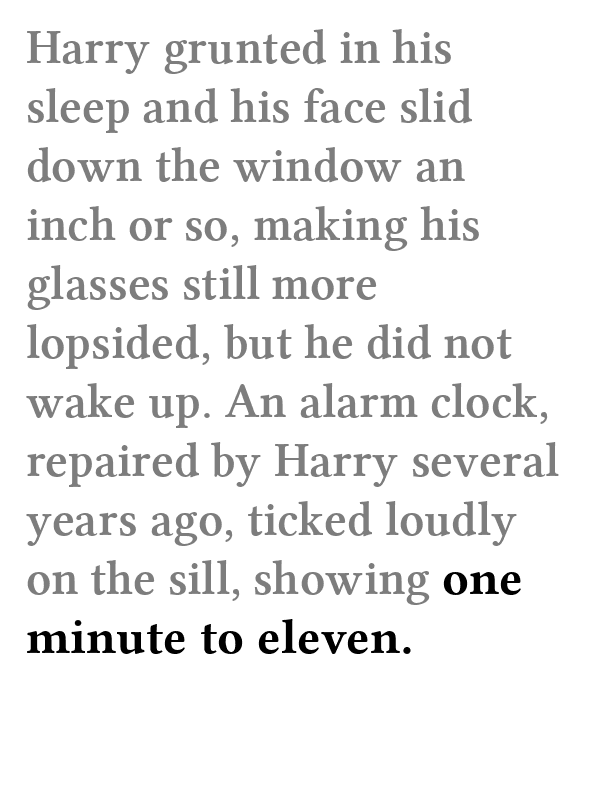 Harry grunted in his
sleep and his face slid
down the window an
inch or so, making his
glasses still more
lopsided, but he did not
wake up. An alarm clock,
repaired by Harry several
years ago, ticked loudly
on the sill, showing one
minute to eleven.